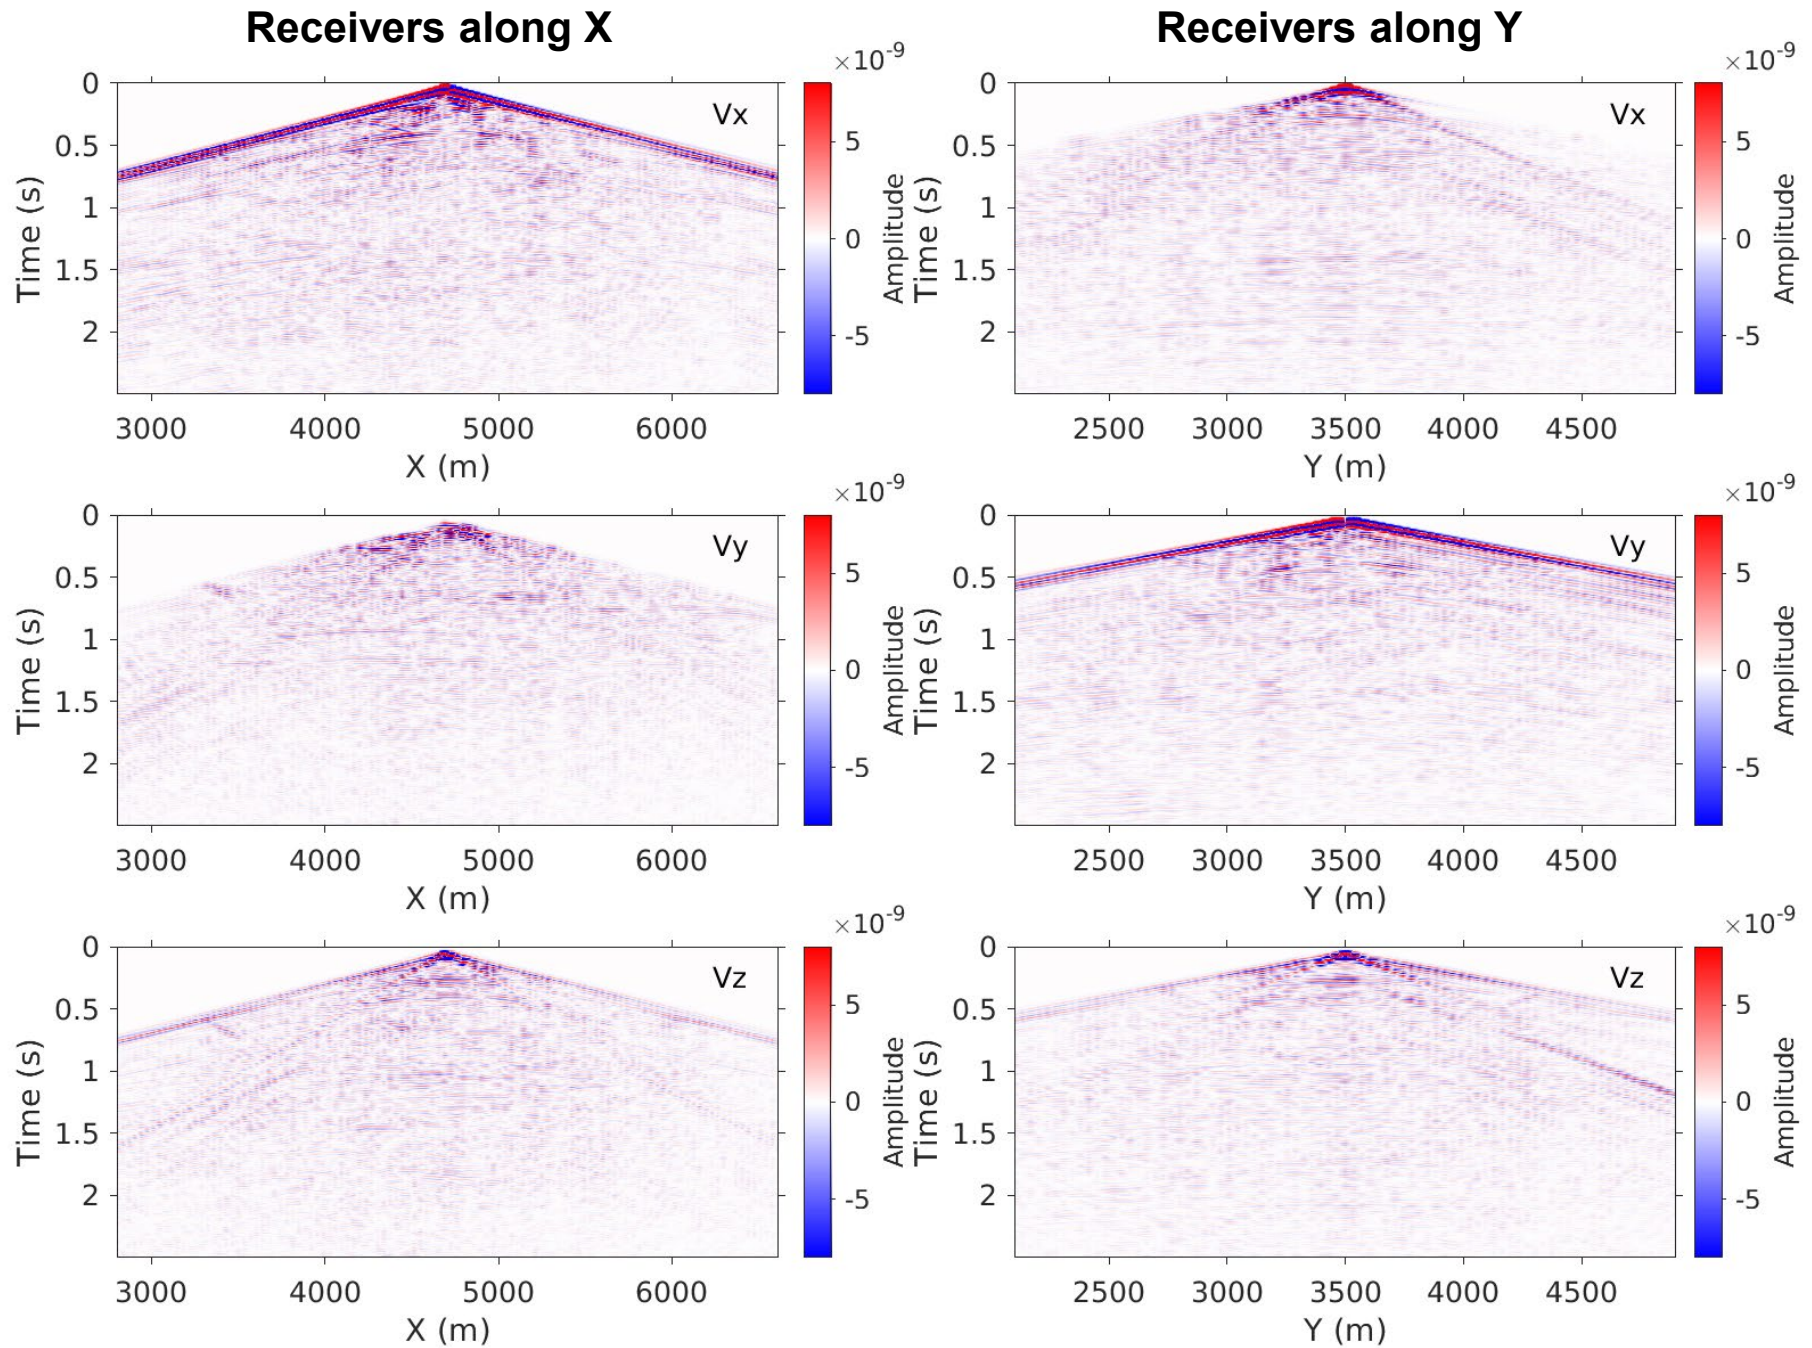 Receivers along X
Receivers along Y
×10⁻⁹
×10⁻⁹
0
0.5
1
1.5
2
Time (s)
Vx
3000 4000 5000 6000
X (m)
5
0
-5
Amplitude
0
0.5
1
1.5
2
Time (s)
Vx
2500 3000 3500 4000 4500
Y (m)
5
0
-5
Amplitude
×10⁻⁹
×10⁻⁹
0
0.5
1
1.5
2
Time (s)
Vy
3000 4000 5000 6000
X (m)
5
0
-5
Amplitude
0
0.5
1
1.5
2
Time (s)
Vy
2500 3000 3500 4000 4500
Y (m)
5
0
-5
Amplitude
×10⁻⁹
×10⁻⁹
0
0.5
1
1.5
2
Time (s)
Vz
3000 4000 5000 6000
X (m)
5
0
-5
Amplitude
0
0.5
1
1.5
2
Time (s)
Vz
2500 3000 3500 4000 4500
Y (m)
5
0
-5
Amplitude